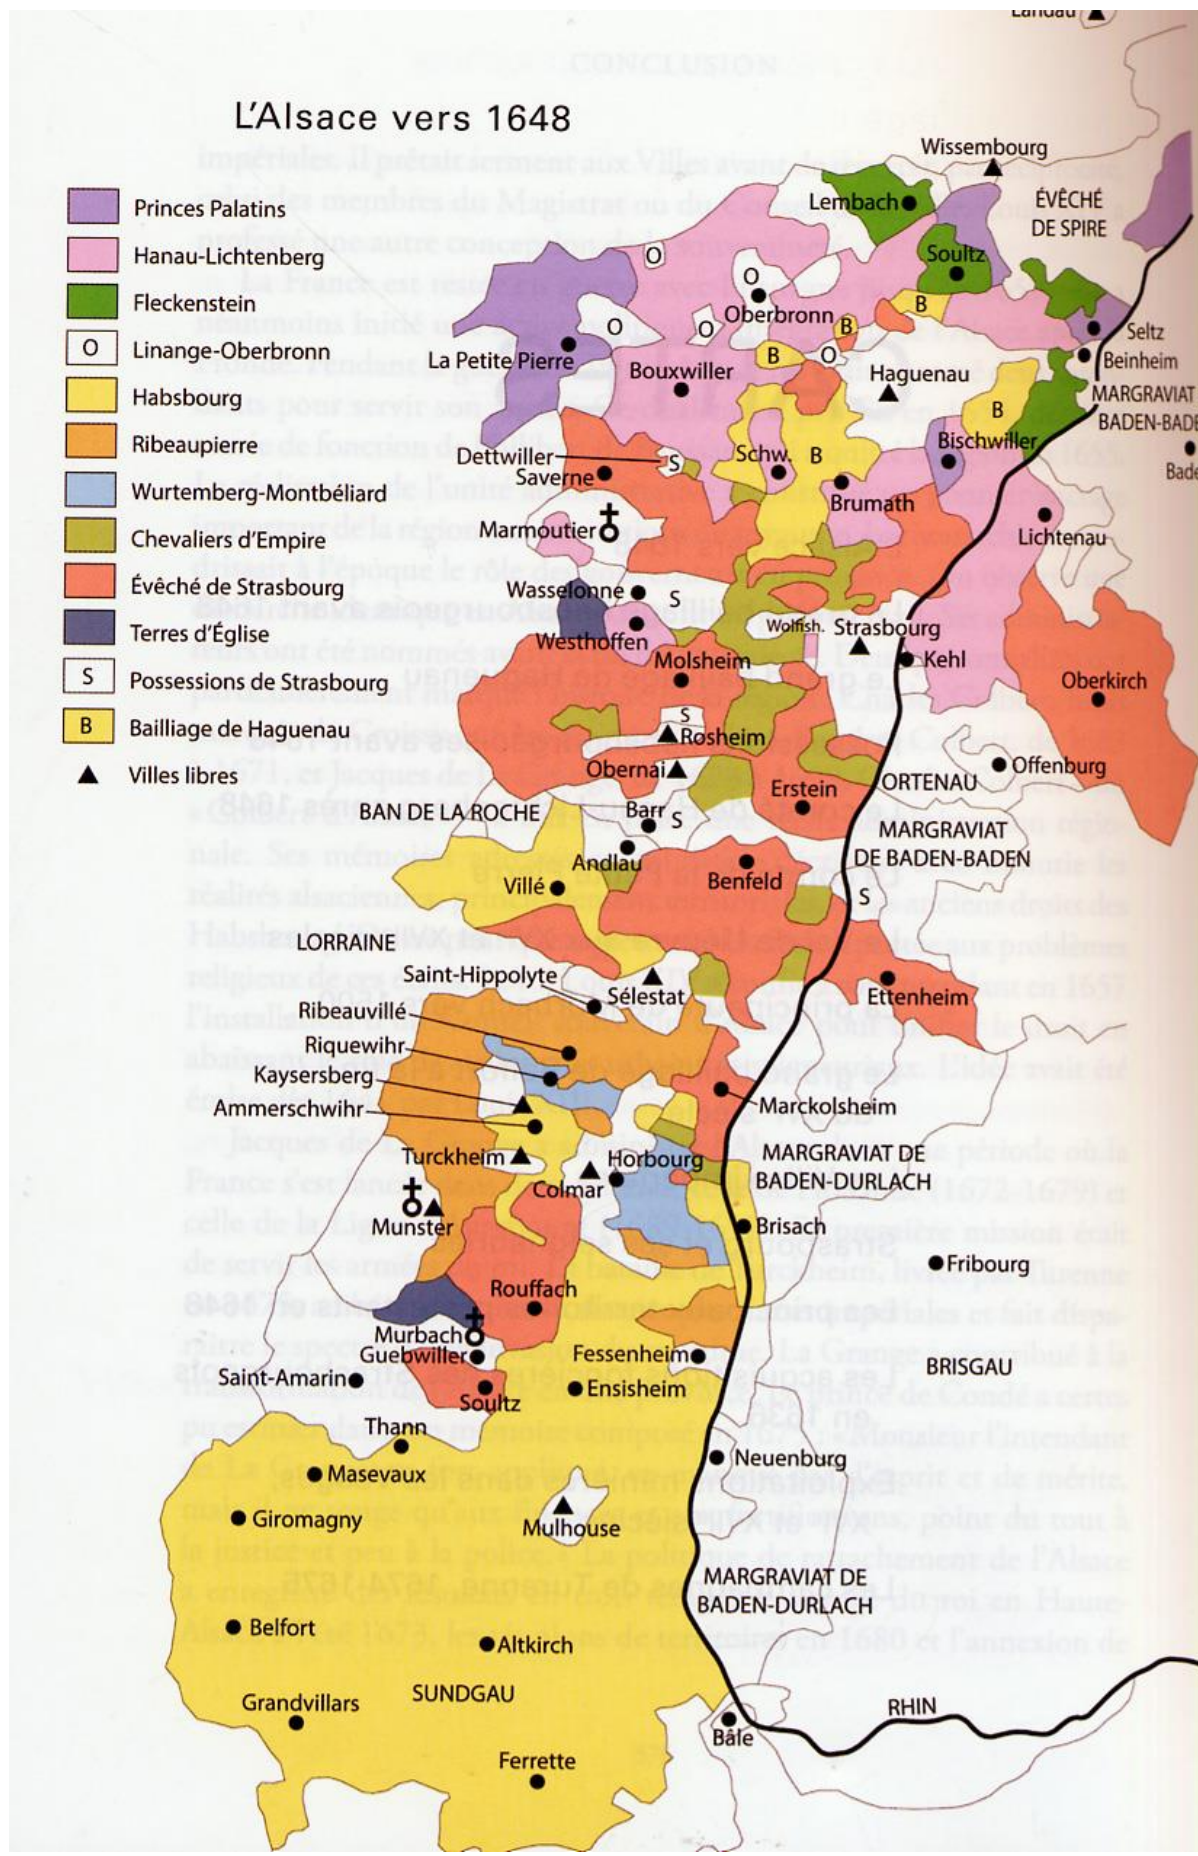 Landau
L'Alsace vers 1648
Wissembourg
Princes Palatins
Hanau-Lichtenberg
Fleckenstein
O Linange-Oberbronn
Habsbourg
Ribeaupierre
Wurtemberg-Montbéliard
Chevaliers d'Empire
Évêché de Strasbourg
Terres d'Église
S Possessions de Strasbourg
B Bailliage de Haguenau
Villes libres
Lembach
ÉVÊCHÉ
DE SPIRE
Soultz
O
O
Oberbronn
B
O
O
B
Seltz
La Petite Pierre
B
O
Beinheim
Bouxwiller
Haguenau
MARGRAVIAT
BADEN-BADE
B
Bischwiller
Dettwiller
S
Schw.
B
Bade
Saverne
Brumath
Marmoutier
Lichtenau
Wasselonne
S
Wolfish.
Strasbourg
Westhoffen
Molsheim
Kehl
Oberkirch
S
Rosheim
Obernai
Offenburg
ORTENAU
Erstein
BAN DE LA ROCHE
Barr
S
MARGRAVIAT
DE BADEN-BADEN
Andlau
Villé
Benfeld
S
LORRAINE
Saint-Hippolyte
Sélestat
Ettenheim
Ribeauvillé
Riquewihr
Kaysersberg
Ammerschwihr
Marckolsheim
Turckheim
Horbourg
MARGRAVIAT DE
BADEN-DURLACH
Colmar
Munster
Brisach
Fribourg
Rouffach
Murbach
Guebwiller
Fessenheim
BRISGAU
Saint-Amarin
Soultz
Ensisheim
Thann
Neuenburg
Masevaux
Giromagny
Mulhouse
MARGRAVIAT DE
BADEN-DURLACH
Belfort
Altkirch
SUNDGAU
Grandvillars
RHIN
Bâle
Ferrette
CONCLUSION